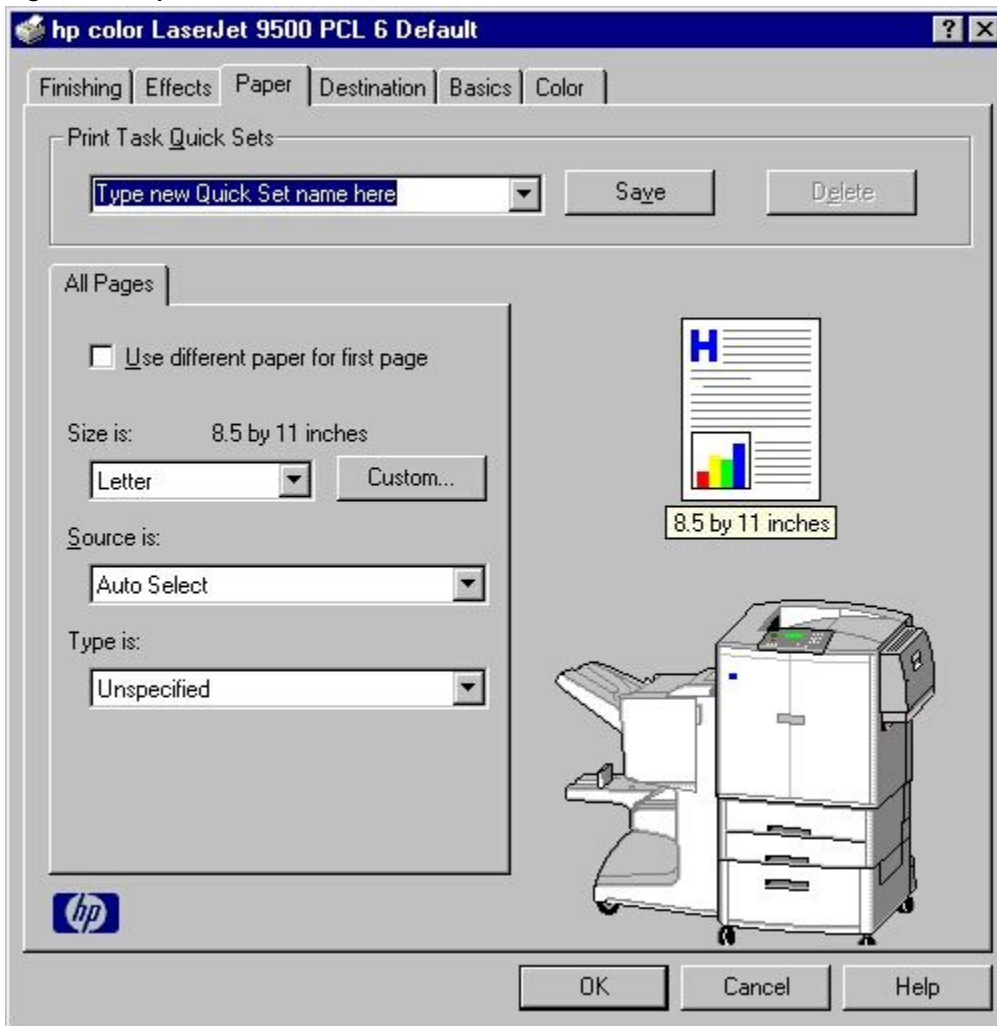 hp color LaserJet 9500 PCL 6 Default
Finishing Effects Paper Destination Basics Color
Print Task Quick Sets
Type new Quick Set name here Save Delete
All Pages
Use different paper for first page
Size is: 8.5 by 11 inches
Letter Custom...
Source is:
Auto Select
Type is:
Unspecified
H
8.5 by 11 inches
hp
OK Cancel Help